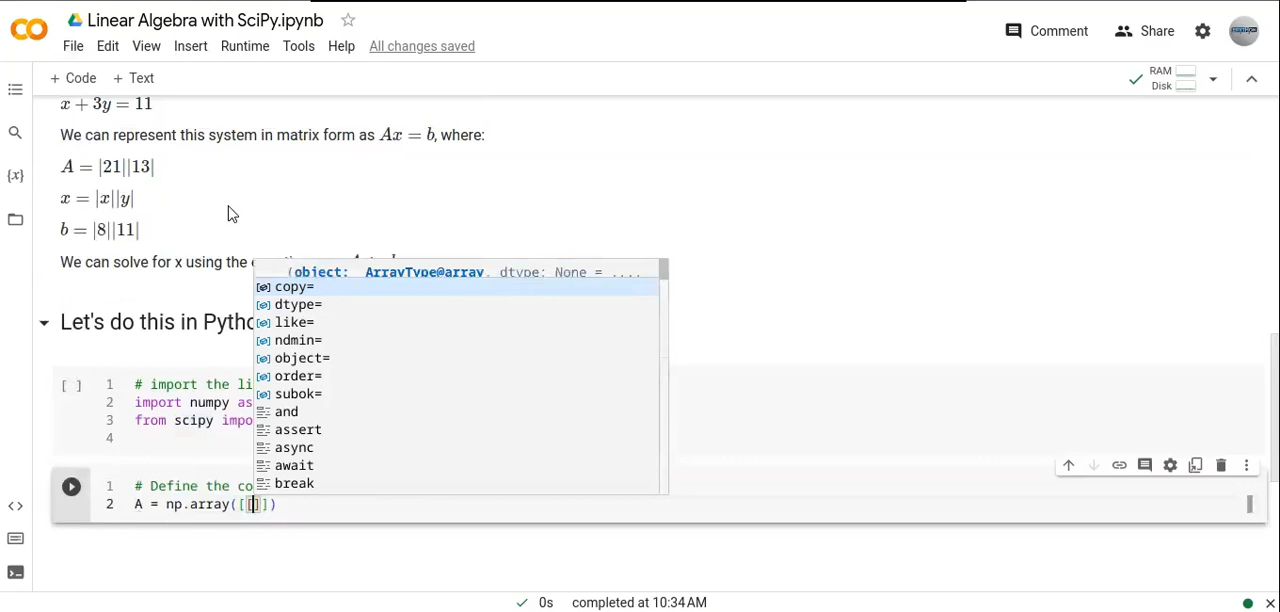 Linear Algebra with SciPy.ipynb
Comment
Share
File Edit View Insert Runtime Tools Help All changes saved
+ Code + Text
RAM
Disk
x + 3y = 11
We can represent this system in matrix form as Ax = b, where:
A = |21||13|
x = |x||y|
b = |8||11|
We can solve for x using the
(object: _ArrayType@array, dtype: None = ....
copy=
dtype=
like=
ndmin=
object=
order=
subok=
and
assert
async
await
break
Let's do this in Pytho
[ ] 1 # import the li
2 import numpy as
3 from scipy impo
4
1 # Define the co
2 A = np.array([[]])
0s completed at 10:34 AM